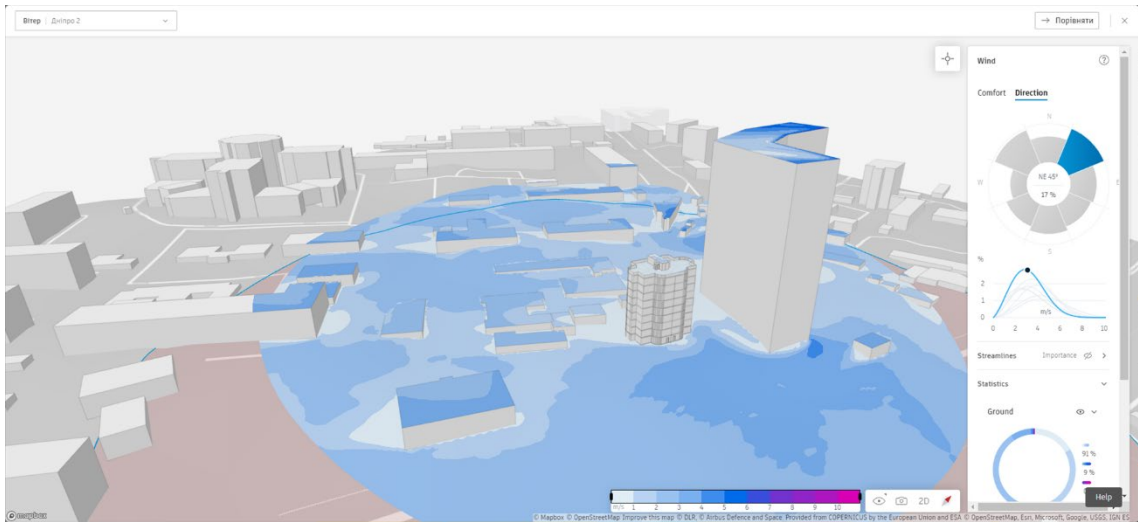 Вітер | Дніпро 2
→ Порівнати
Wind
Comfort Direction
N
W
E
NE 45°
17 %
S
%
2
1
0
m/s
0 2 4 6 8 10
Streamlines Importance
Statistics
Ground
91 %
9 %
Help
m/s 1 2 3 4 5 6 7 8 9 10
2D
mapbox
© Mapbox © OpenStreetMap Improve this map © DLR, © Airbus Defence and Space, Provided from COPERNICUS by the European Union and ESA © OpenStreetMap, Esri, Microsoft, Google, USGS, IGN ES